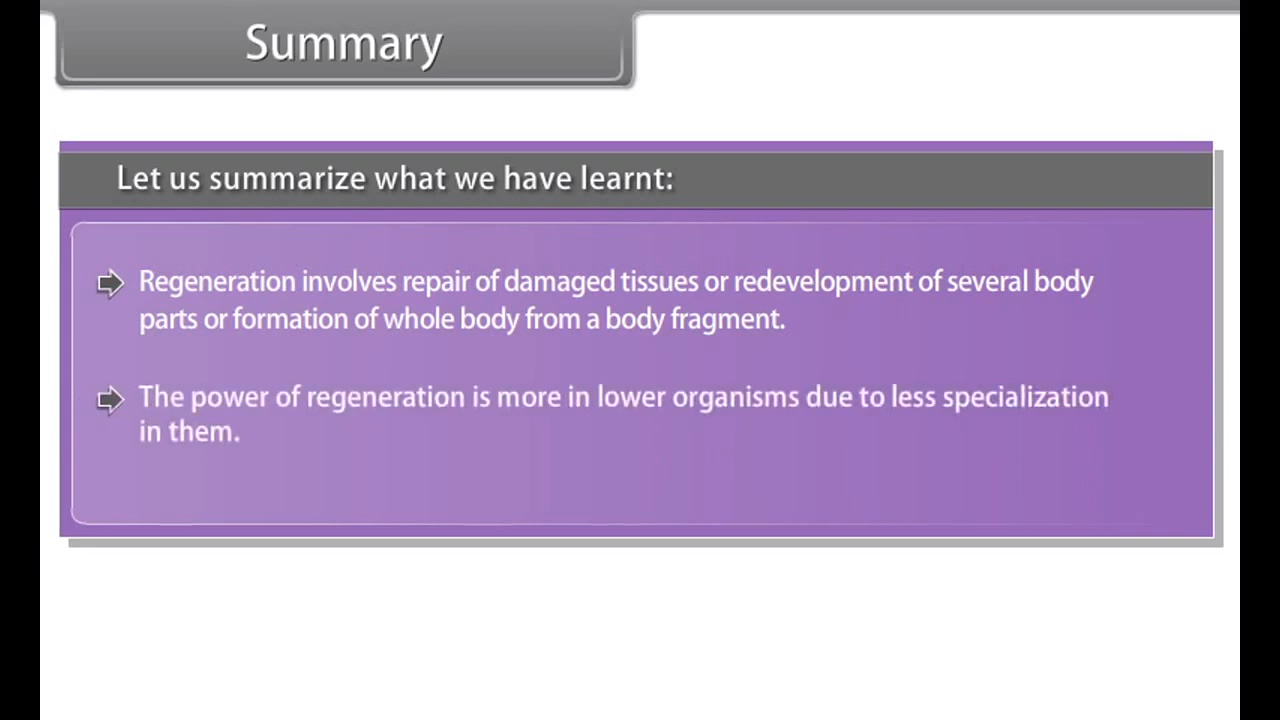 Summary
Let us summarize what we have learnt:
Regeneration involves repair of damaged tissues or redevelopment of several body
parts or formation of whole body from a body fragment.
The power of regeneration is more in lower organisms due to less specialization
in them.